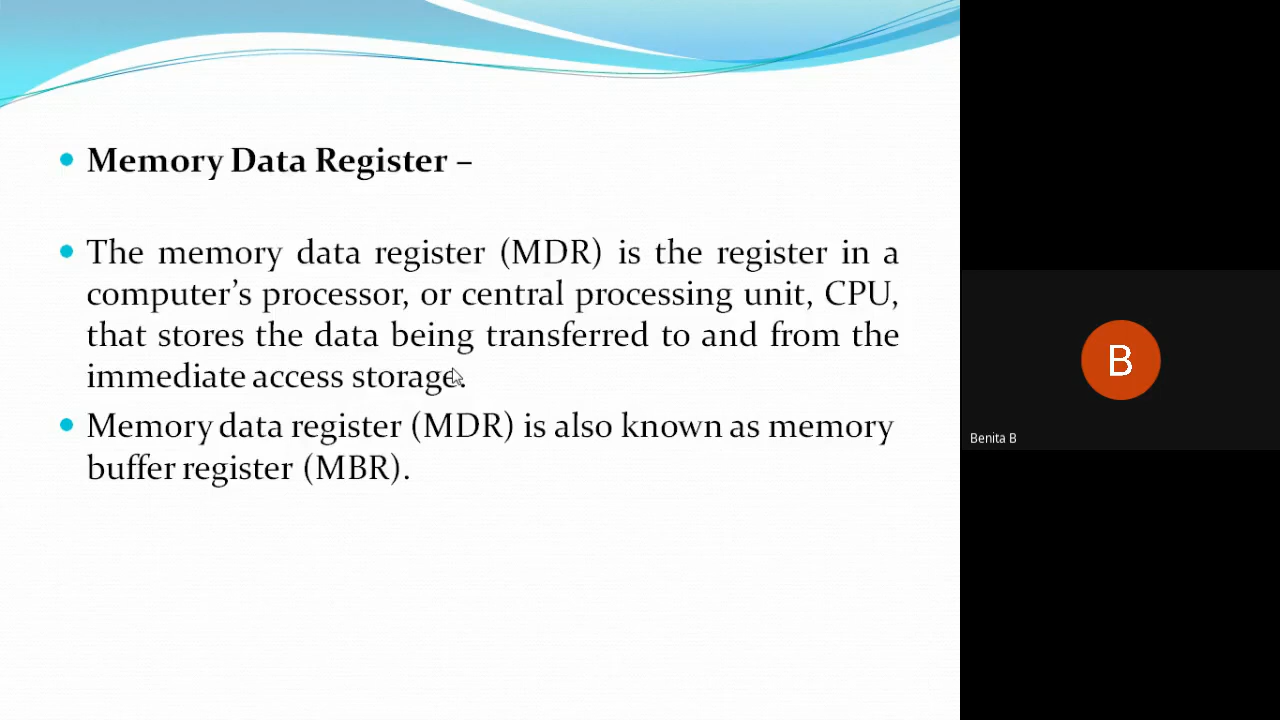 Memory Data Register –
The memory data register (MDR) is the register in a
computer’s processor, or central processing unit, CPU,
that stores the data being transferred to and from the
immediate access storage.
Memory data register (MDR) is also known as memory
buffer register (MBR).
B
Benita B